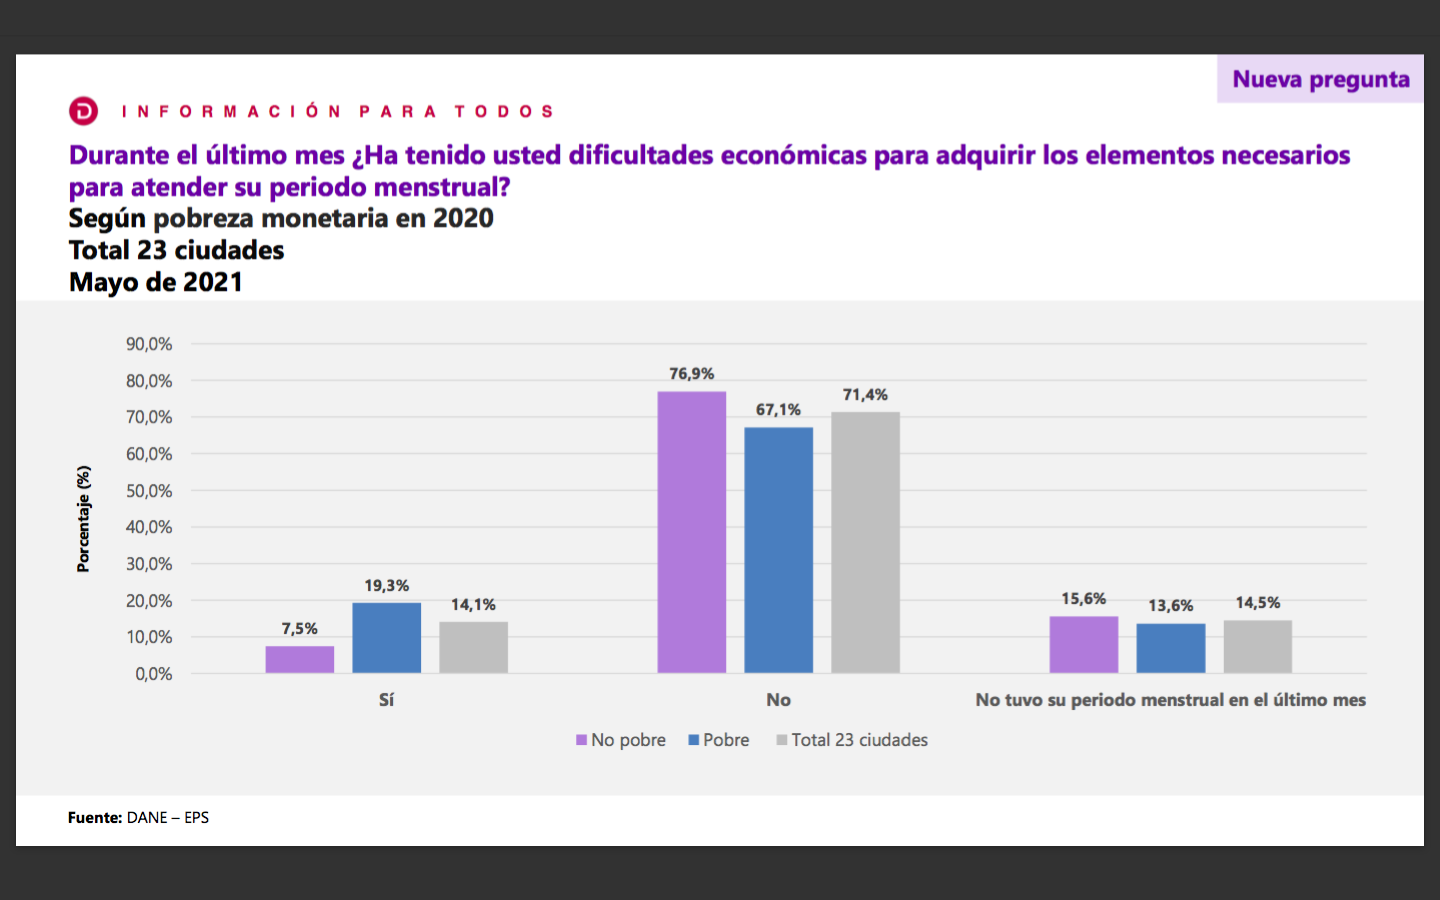 Nueva pregunta
INFORMACIÓN PARA TODOS
Durante el último mes ¿Ha tenido usted dificultades económicas para adquirir los elementos necesarios
para atender su periodo menstrual?
Según pobreza monetaria en 2020
Total 23 ciudades
Mayo de 2021
Porcentaje (%)
90,0%
80,0%
70,0%
60,0%
50,0%
40,0%
30,0%
20,0%
10,0%
0,0%
7,5%
19,3%
14,1%
76,9%
67,1%
71,4%
15,6%
13,6%
14,5%
Sí
No
No tuvo su periodo menstrual en el último mes
No pobre
Pobre
Total 23 ciudades
Fuente: DANE – EPS